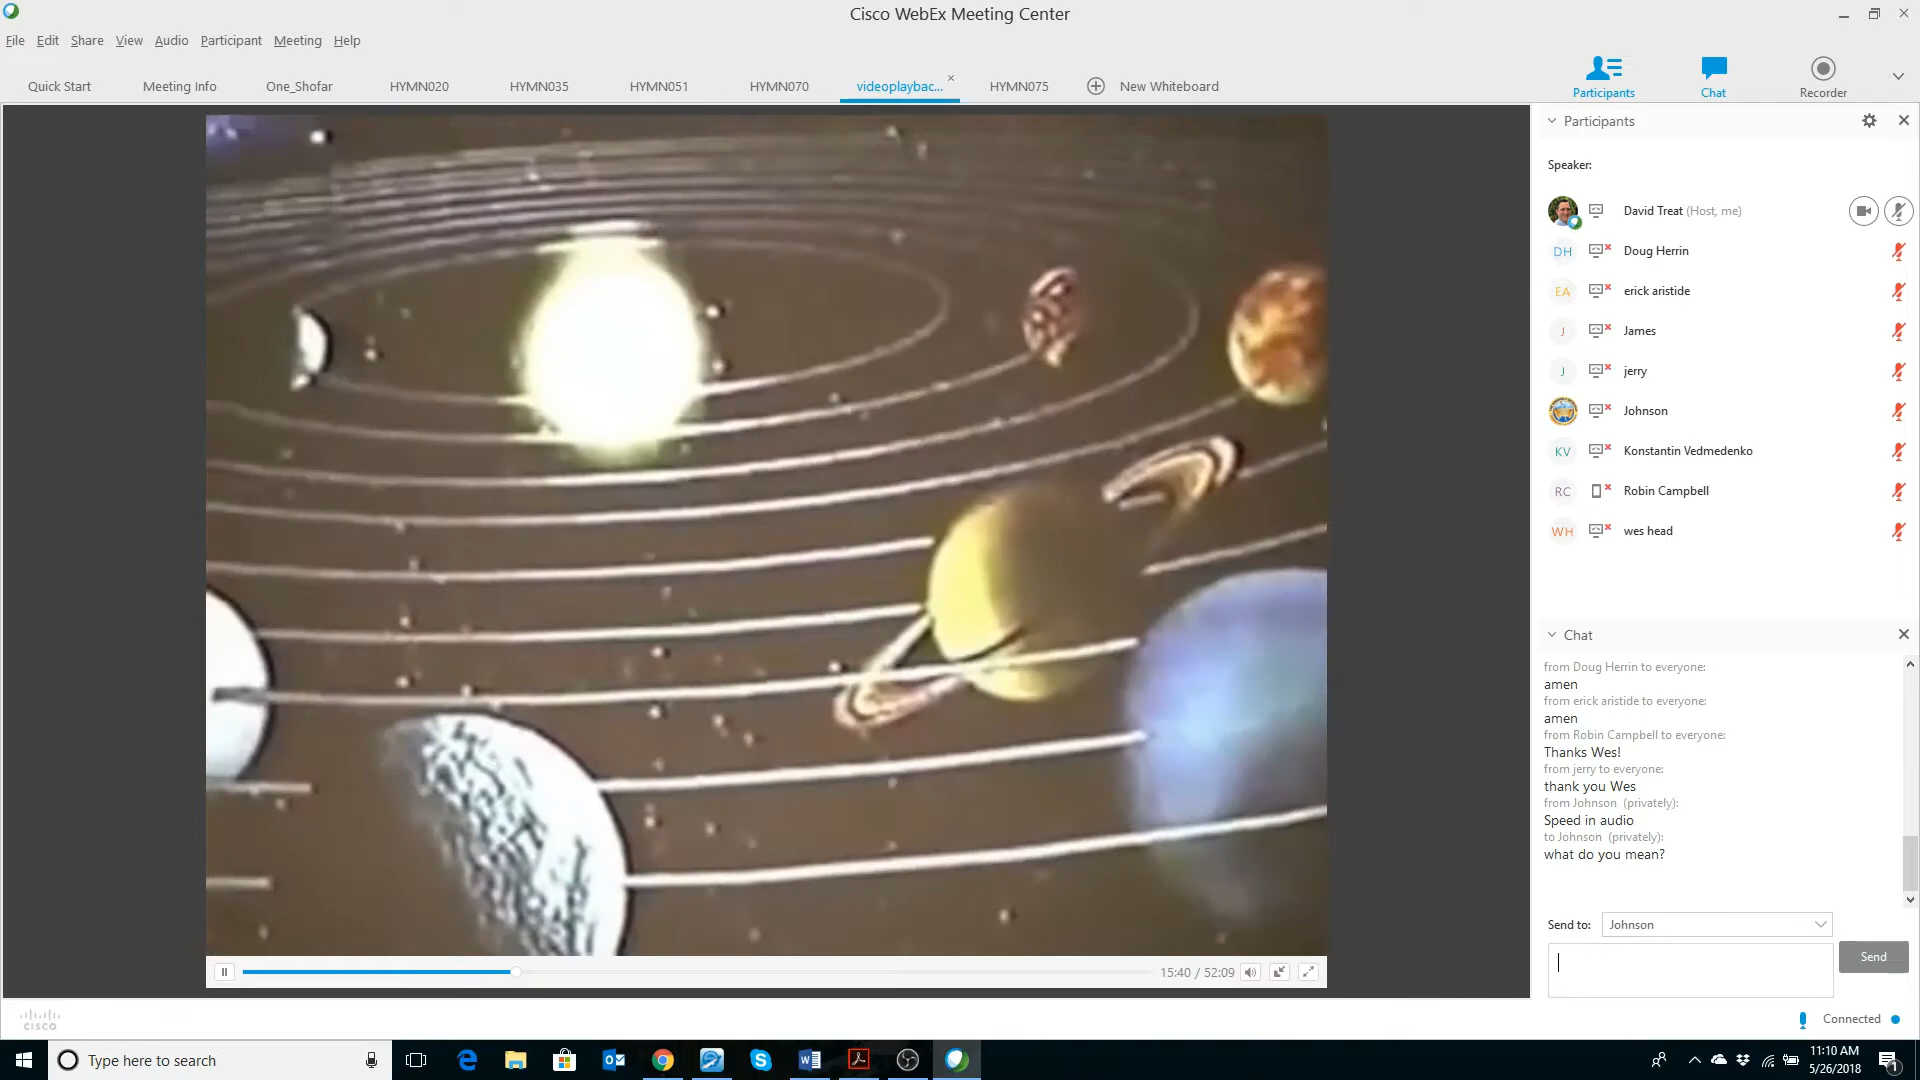 Cisco WebEx Meeting Center
File Edit Share View Audio Participant Meeting Help
Quick Start Meeting Info One_Shofar HYMN020 HYMN035 HYMN051 HYMN070 videoplaybac... HYMN075 New Whiteboard
Participants Chat Recorder
Participants
Speaker:
David Treat (Host, me)
DH Doug Herrin
EA erick aristide
J James
J jerry
Johnson
KV Konstantin Vedmedenko
RC Robin Campbell
WH wes head
Chat
from Doug Herrin to everyone:
amen
from erick aristide to everyone:
amen
from Robin Campbell to everyone:
Thanks Wes!
from jerry to everyone:
thank you Wes
from Johnson (privately):
Speed in audio
to Johnson (privately):
what do you mean?
Send to: Johnson
Send
15:40 / 52:09
CISCO
Connected
Type here to search
11:10 AM
5/26/2018
1